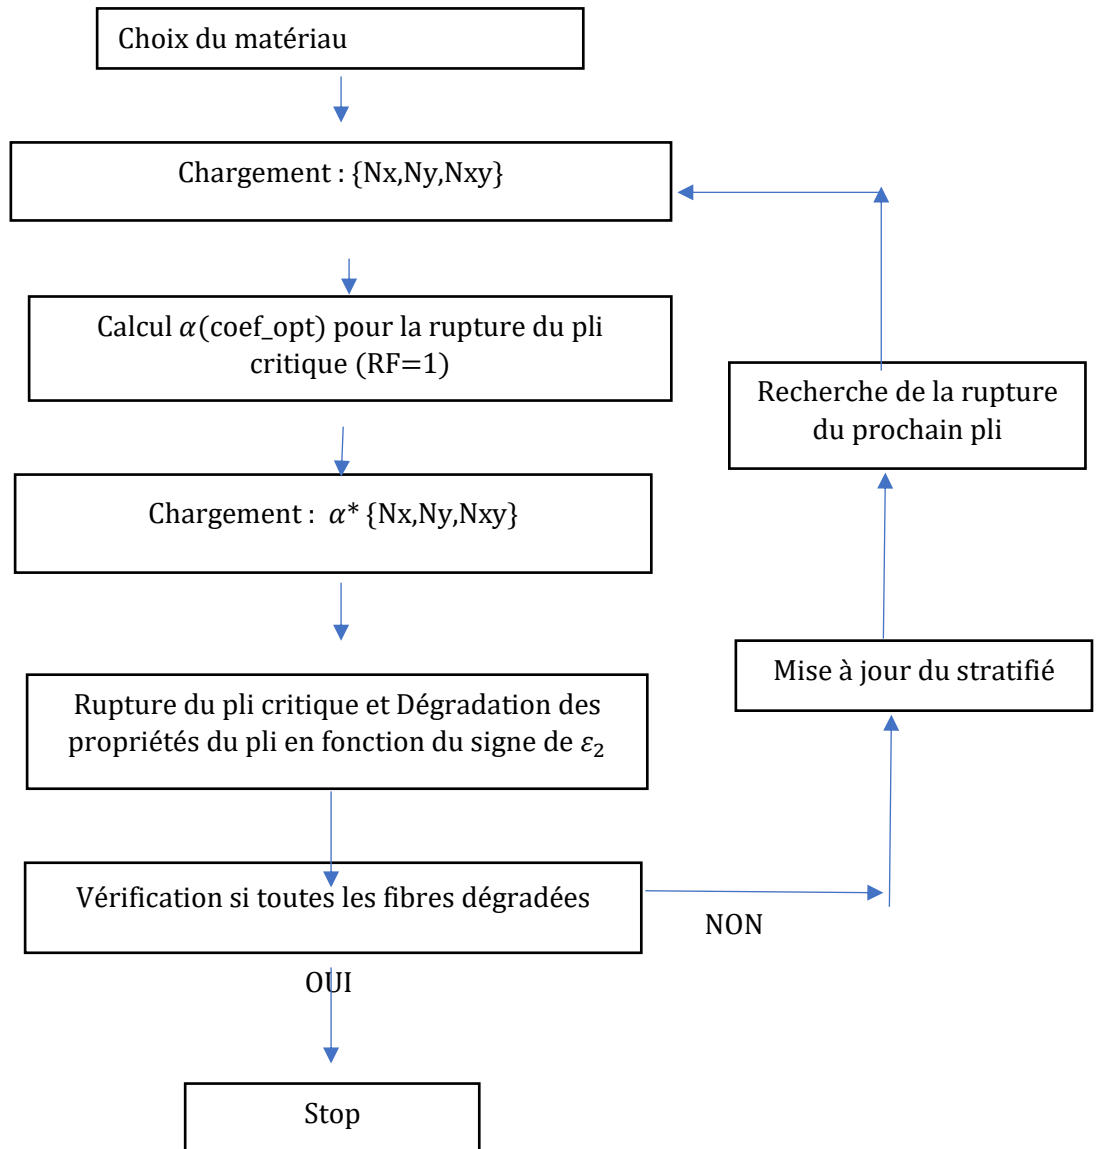 Choix du matériau
Chargement : {Nx,Ny,Nxy}
Calcul 𝛼(coef_opt) pour la rupture du pli
critique (RF=1)
Chargement : 𝛼* {Nx,Ny,Nxy}
Rupture du pli critique et Dégradation des
propriétés du pli en fonction du signe de 𝜀₂
Vérification si toutes les fibres dégradées
NON
OUI
Stop
Mise à jour du stratifié
Recherche de la rupture
du prochain pli